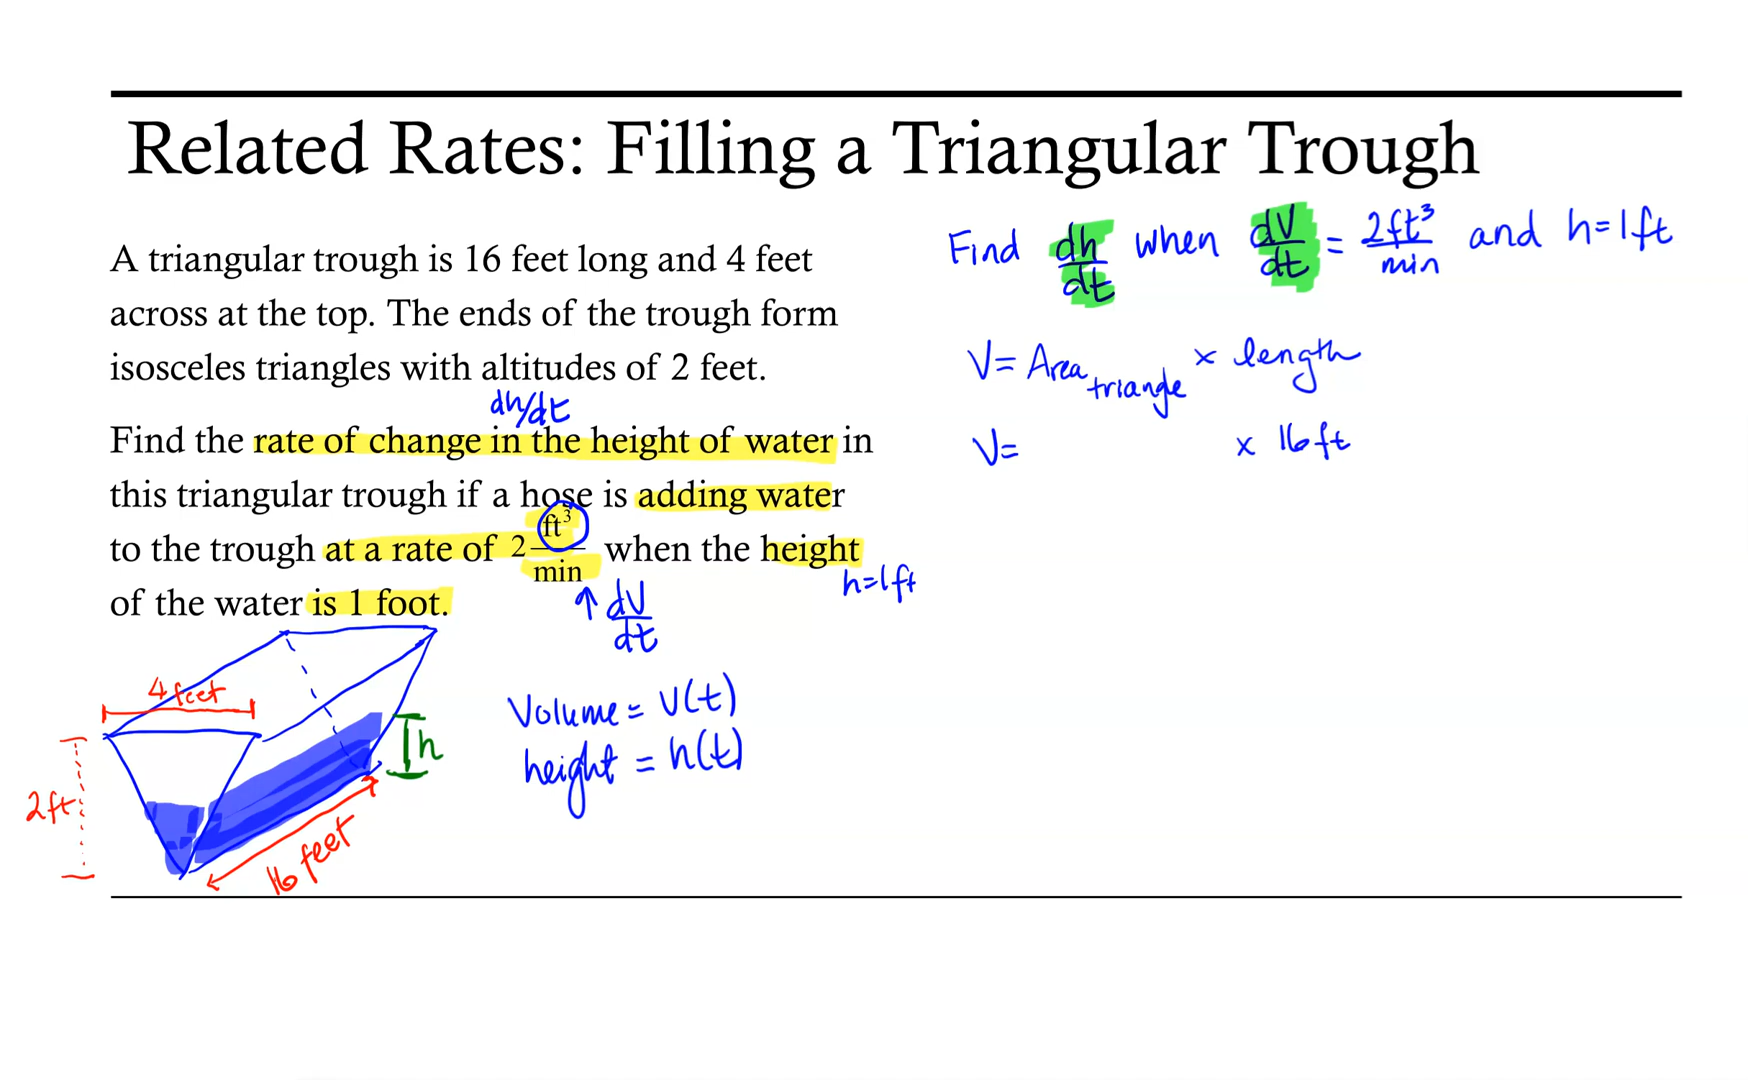 Related Rates: Filling a Triangular Trough
A triangular trough is 16 feet long and 4 feet
across at the top. The ends of the trough form
isosceles triangles with altitudes of 2 feet.
dh/dt
Find the rate of change in the height of water in
this triangular trough if a hose is adding water
to the trough at a rate of 2 ft³/min when the height
h=1ft
of the water is 1 foot.
↑ dV/dt
4 feet
2ft
16 feet
h
Volume = V(t)
height = h(t)
Find dh/dt when dV/dt = 2ft³/min and h=1ft
V= Area triangle × length
V= × 16ft